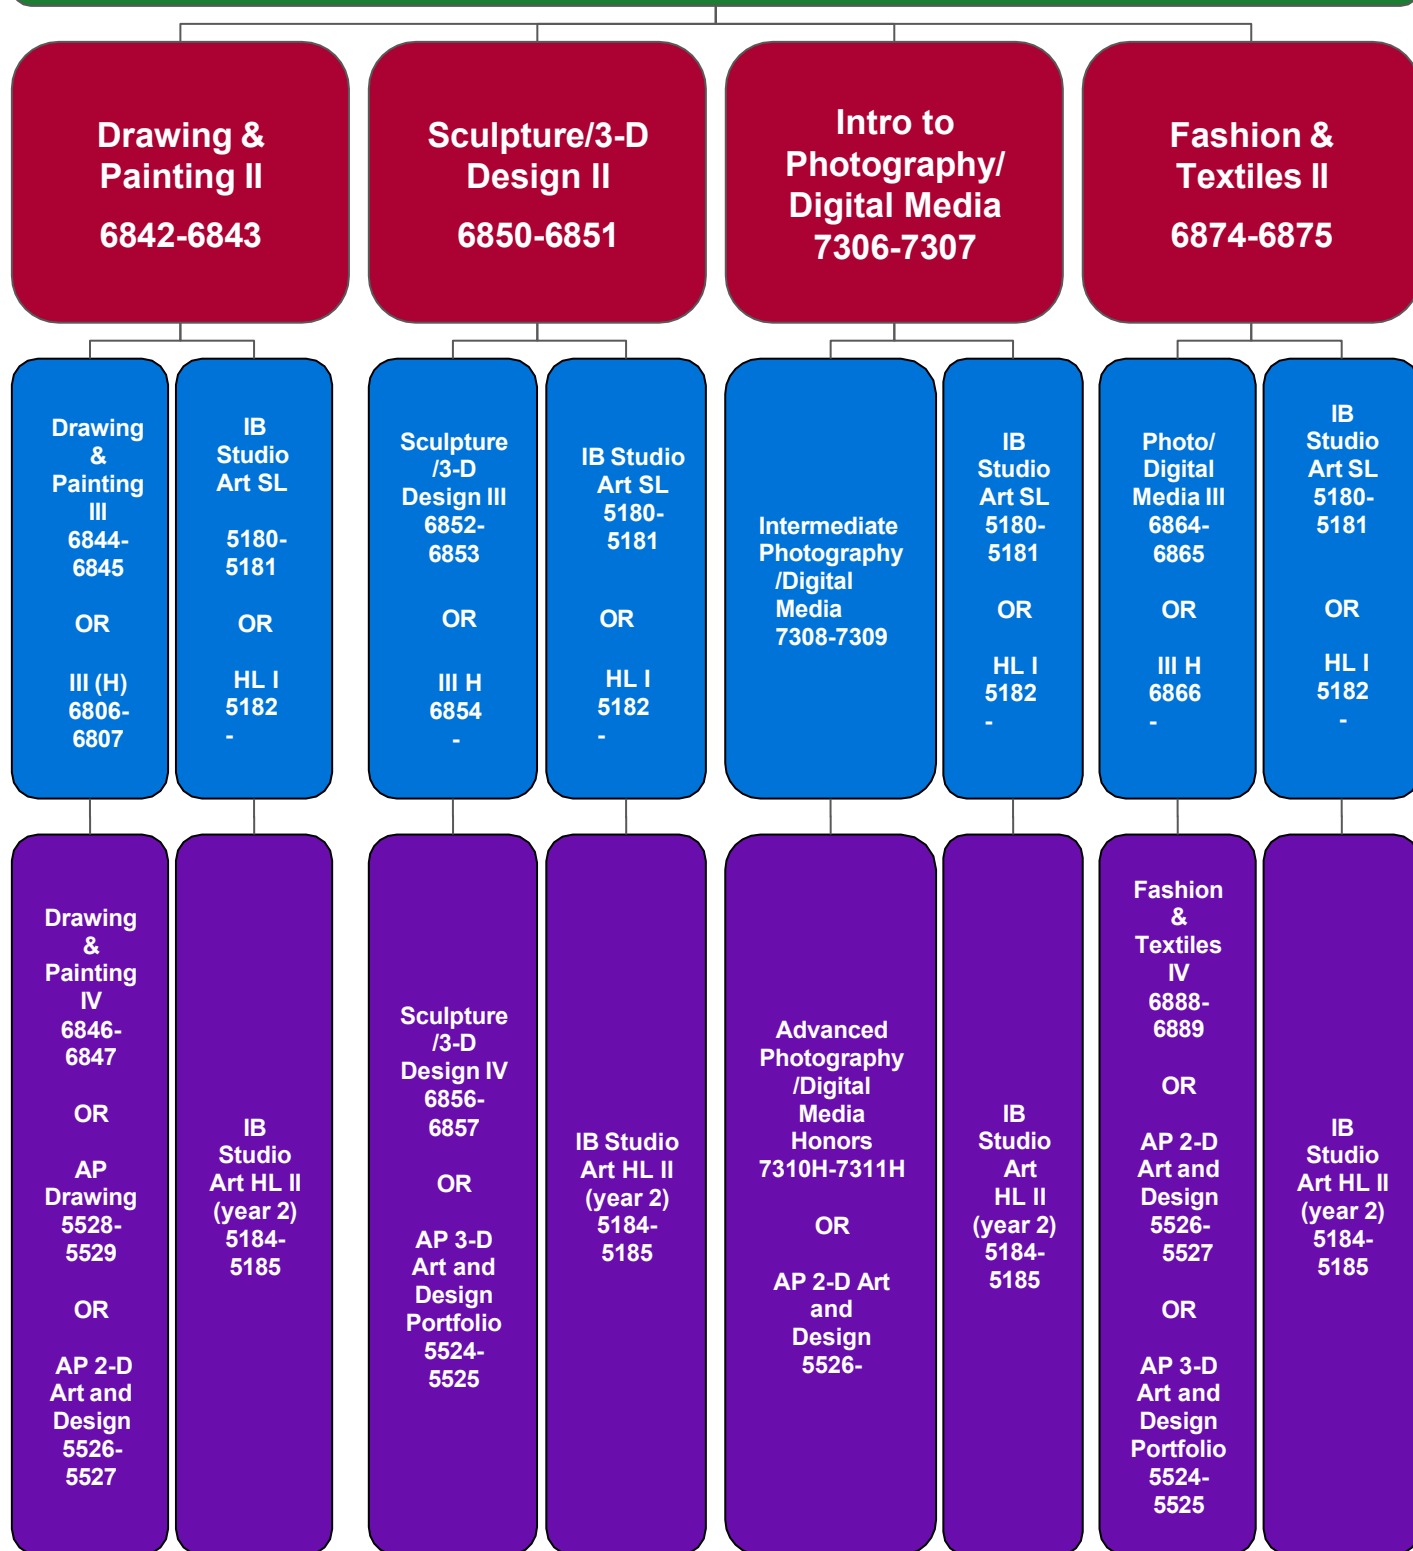 Drawing &
Painting II
6842-6843
Sculpture/3-D
Design II
6850-6851
Intro to
Photography/
Digital Media
7306-7307
Fashion &
Textiles II
6874-6875
Drawing
&
Painting
III
6844-
6845
OR
III (H)
6806-
6807
IB
Studio
Art SL
5180-
5181
OR
HL I
5182
-
Sculpture
/3-D
Design III
6852-
6853
OR
III H
6854
-
IB Studio
Art SL
5180-
5181
OR
HL I
5182
-
Intermediate
Photography
/Digital
Media
7308-7309
IB
Studio
Art SL
5180-
5181
OR
HL I
5182
-
Photo/
Digital
Media III
6864-
6865
OR
III H
6866
-
IB
Studio
Art SL
5180-
5181
OR
HL I
5182
-
Drawing
&
Painting
IV
6846-
6847
OR
AP
Drawing
5528-
5529
OR
AP 2-D
Art and
Design
5526-
5527
IB
Studio
Art HL II
(year 2)
5184-
5185
Sculpture
/3-D
Design IV
6856-
6857
OR
AP 3-D
Art and
Design
Portfolio
5524-
5525
IB Studio
Art HL II
(year 2)
5184-
5185
Advanced
Photography
/Digital
Media
Honors
7310H-7311H
OR
AP 2-D Art
and
Design
5526-
IB
Studio
Art
HL II
(year 2)
5184-
5185
Fashion
&
Textiles
IV
6888-
6889
OR
AP 2-D
Art and
Design
5526-
5527
OR
AP 3-D
Art and
Design
Portfolio
5524-
5525
IB
Studio
Art HL II
(year 2)
5184-
5185